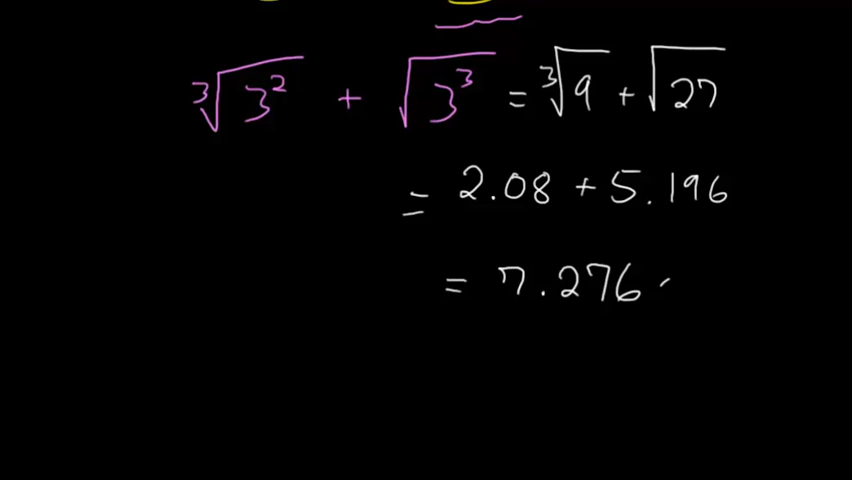 ∛3² + √3³ = ∛9 + √27
= 2.08 + 5.196
= 7.276